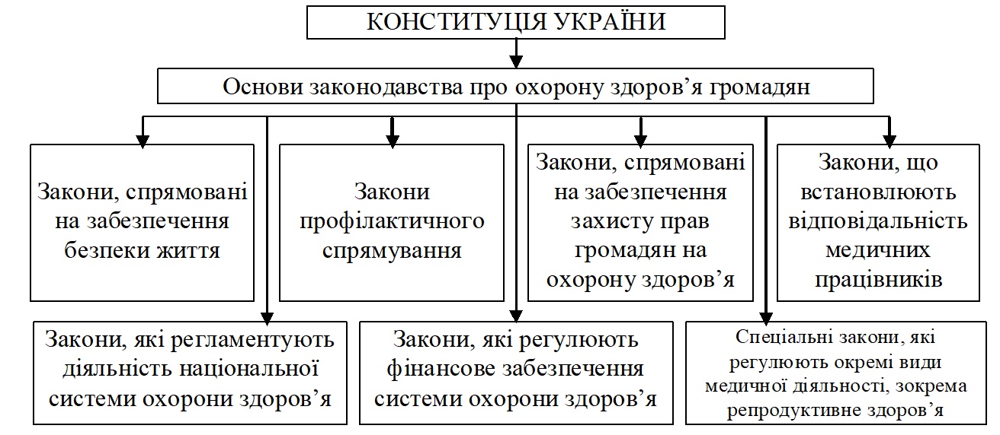 КОНСТИТУЦІЯ УКРАЇНИ
Основи законодавства про охорону здоров’я громадян
Закони, спрямовані
на забезпечення
безпеки життя
Закони
профілактичного
спрямування
Закони, спрямовані
на забезпечення
захисту прав
громадян на
охорону здоров’я
Закони, що
встановлюють
відповідальність
медичних
працівників
Закони, які регламентують
діяльність національної
системи охорони здоров’я
Закони, які регулюють
фінансове забезпечення
системи охорони здоров’я
Спеціальні закони, які
регулюють окремі види
медичної діяльності, зокрема
репродуктивне здоров’я